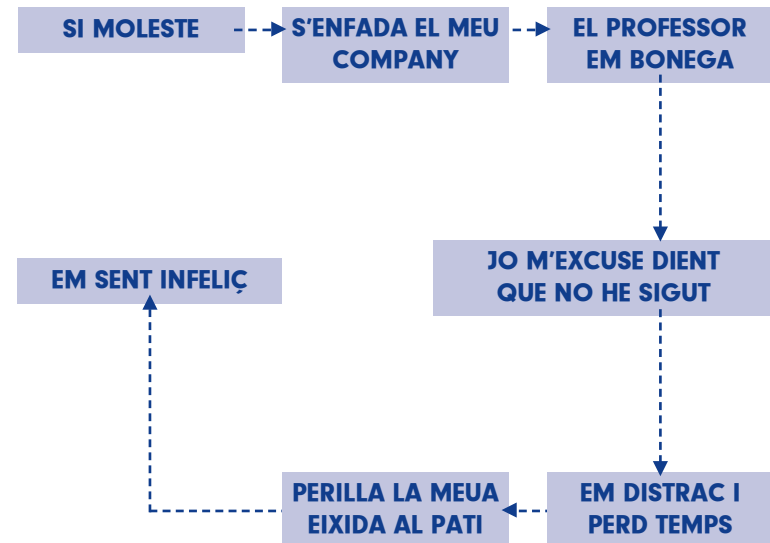 SI MOLESTE
S'ENFADA EL MEU
COMPANY
EL PROFESSOR
EM BONEGA
JO M'EXCUSE DIENT
QUE NO HE SIGUT
EM DISTRAC I
PERD TEMPS
PERILLA LA MEUA
EIXIDA AL PATI
EM SENT INFELIÇ